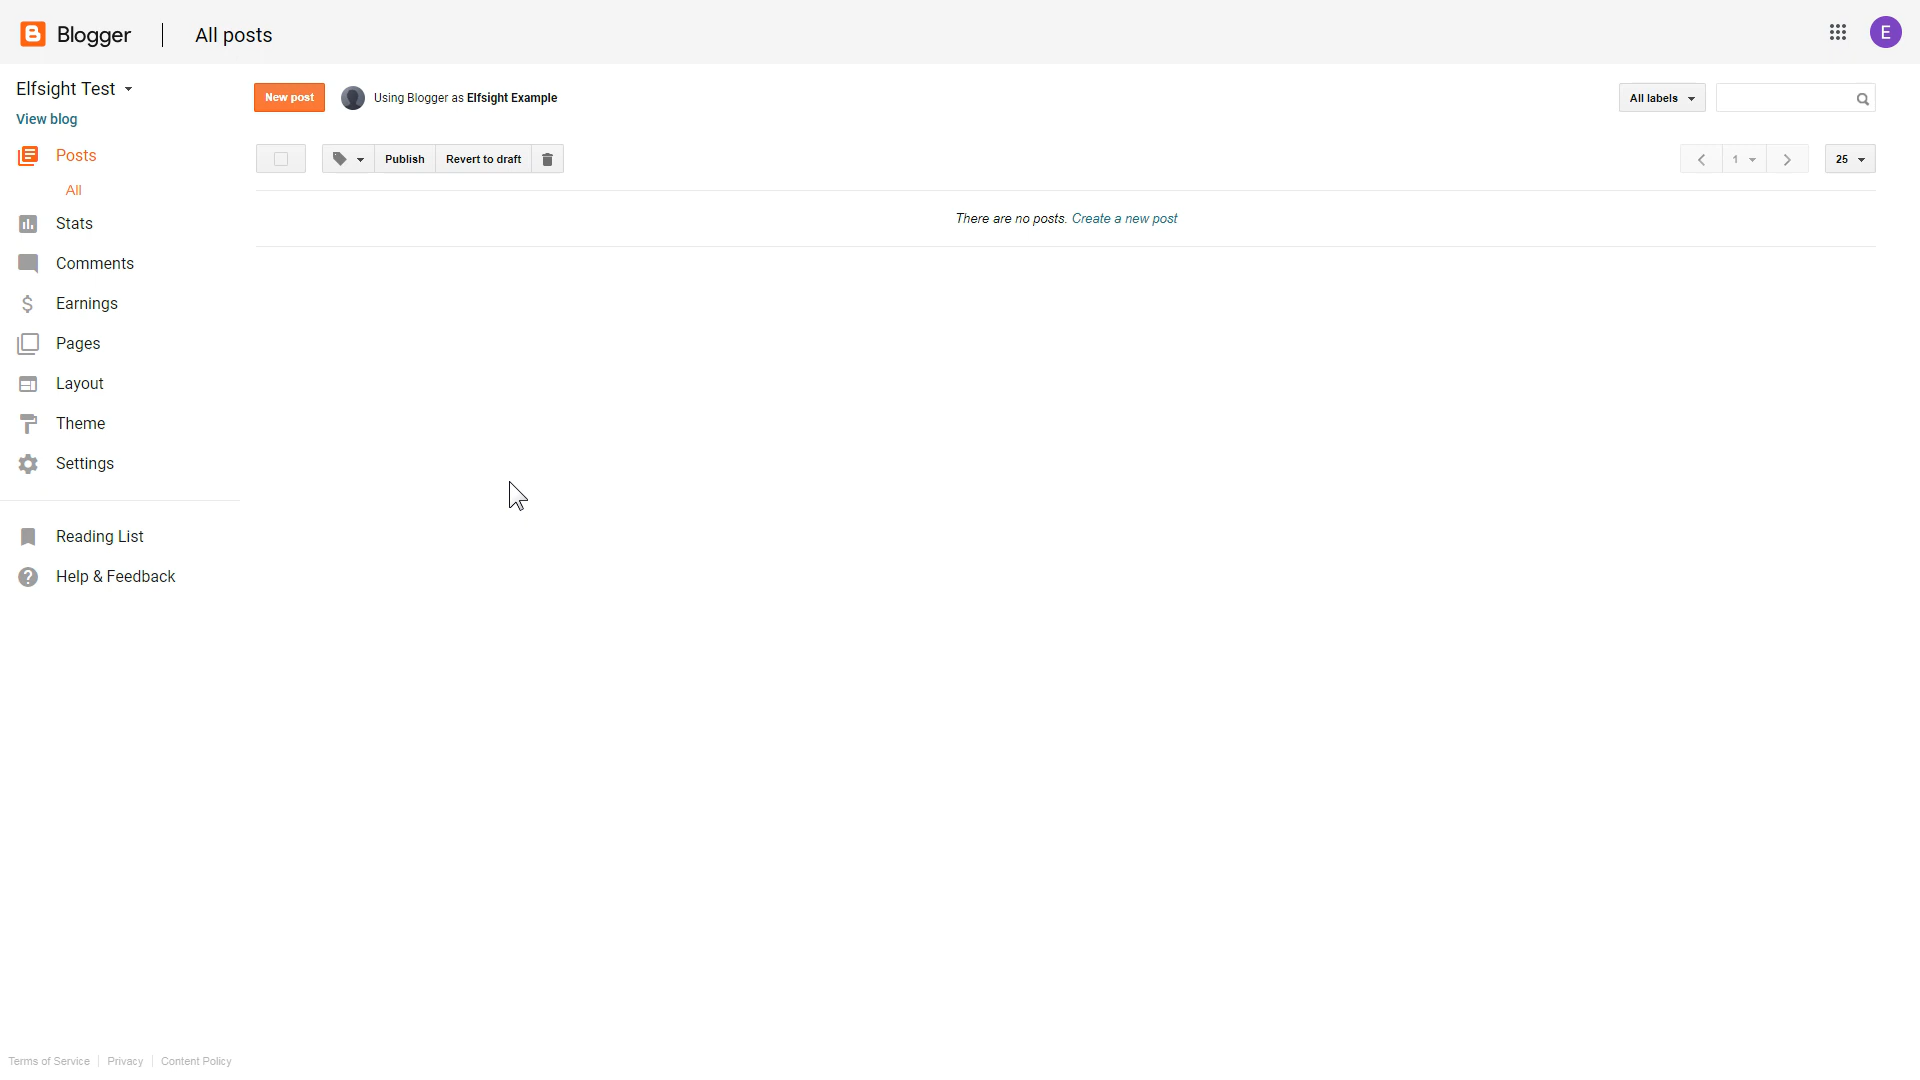 Blogger
All posts
E
Elfsight Test
View blog
Posts
All
Stats
Comments
Earnings
Pages
Layout
Theme
Settings
Reading List
Help & Feedback
New post
Using Blogger as Elfsight Example
All labels
Publish
Revert to draft
1
25
There are no posts. Create a new post
Terms of Service
Privacy
Content Policy